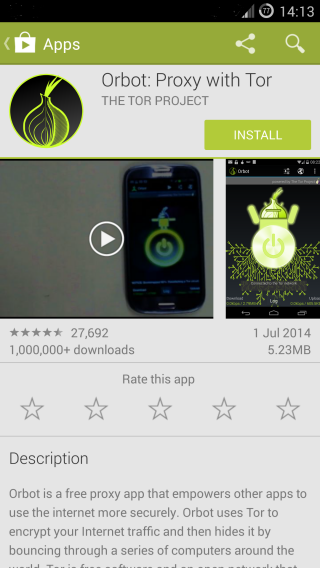 77 14:13
Apps
Orbot: Proxy with Tor
THE TOR PROJECT
INSTALL
Orbot
27,692
1 Jul 2014
1,000,000+ downloads
5.23MB
Rate this app
Description
Orbot is a free proxy app that empowers other apps to
use the internet more securely. Orbot uses Tor to
encrypt your Internet traffic and then hides it by
bouncing through a series of computers around the
world. Tor is free software and an open network that